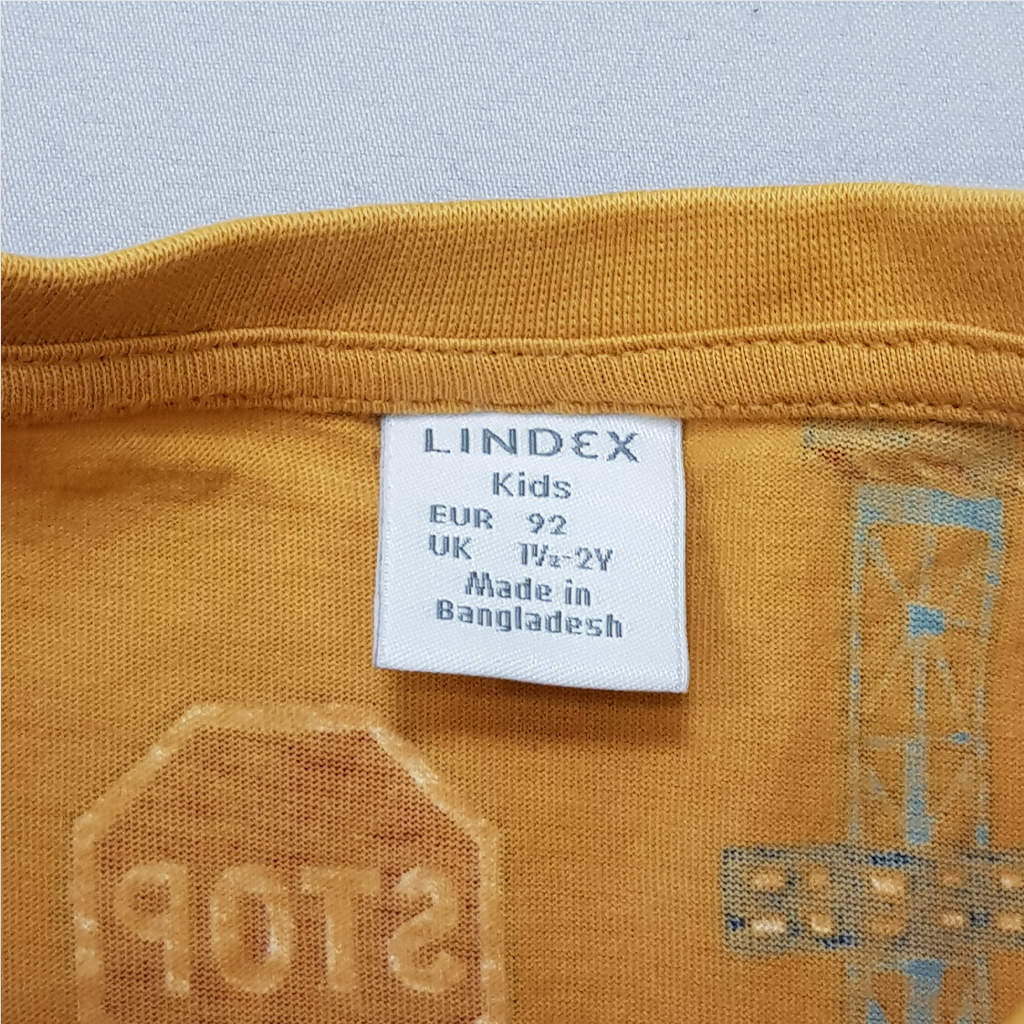 LINDEX
Kids
EUR 92
UK 1½-2Y
Made in
Bangladesh
STOP